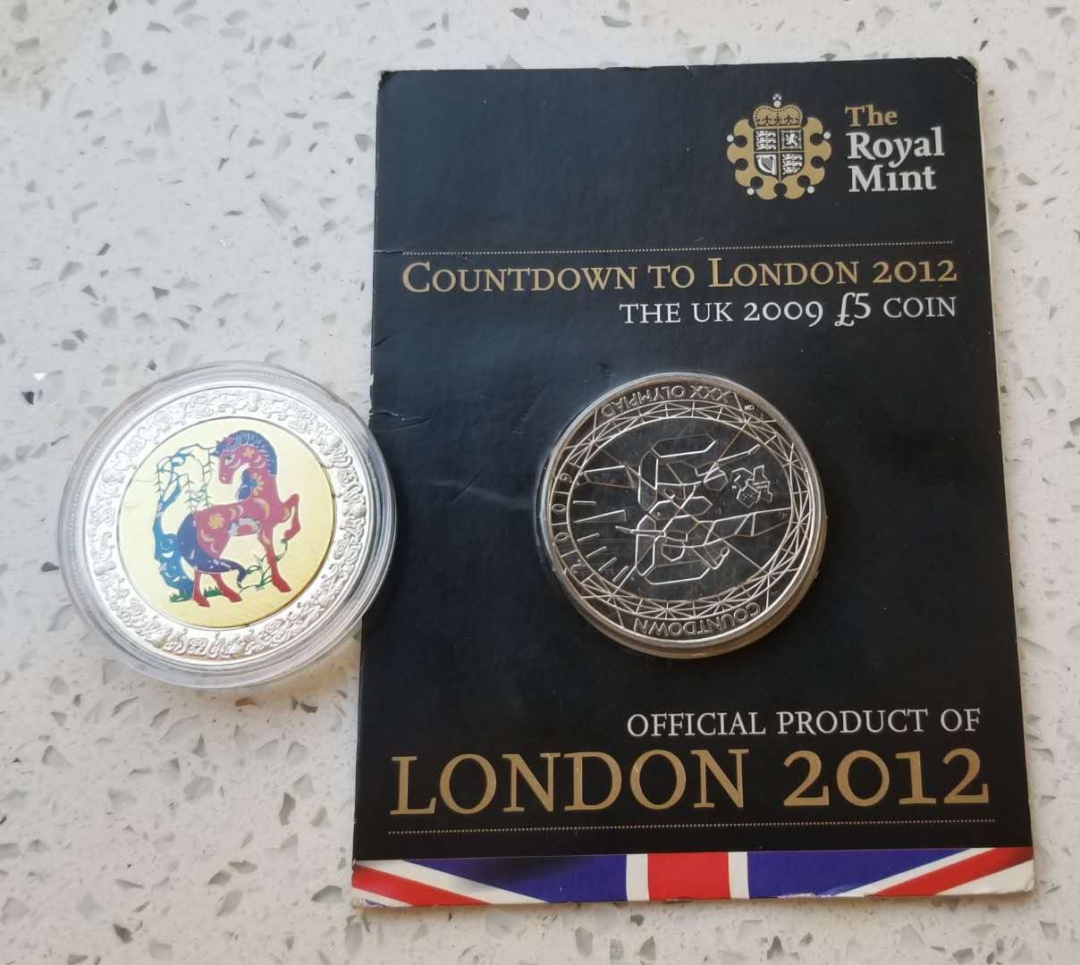 The
Royal
Mint
COUNTDOWN TO LONDON 2012
THE UK 2009 £5 COIN
XXX OLYMPIAD
COUNTDOWN
OFFICIAL PRODUCT OF
LONDON 2012